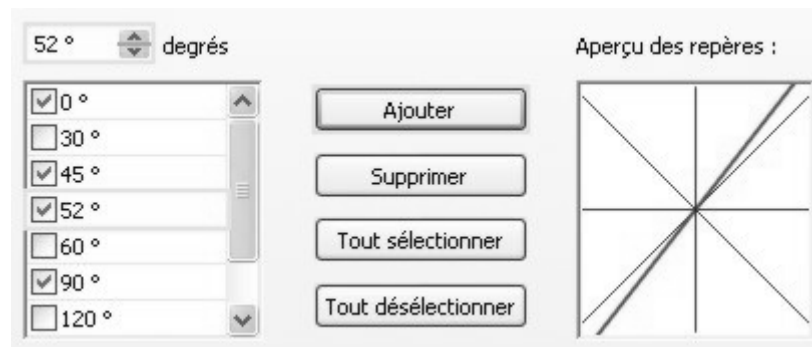 52 ° degrés
Aperçu des repères :
0 °
30 °
45 °
52 °
60 °
90 °
120 °
Ajouter
Supprimer
Tout sélectionner
Tout désélectionner